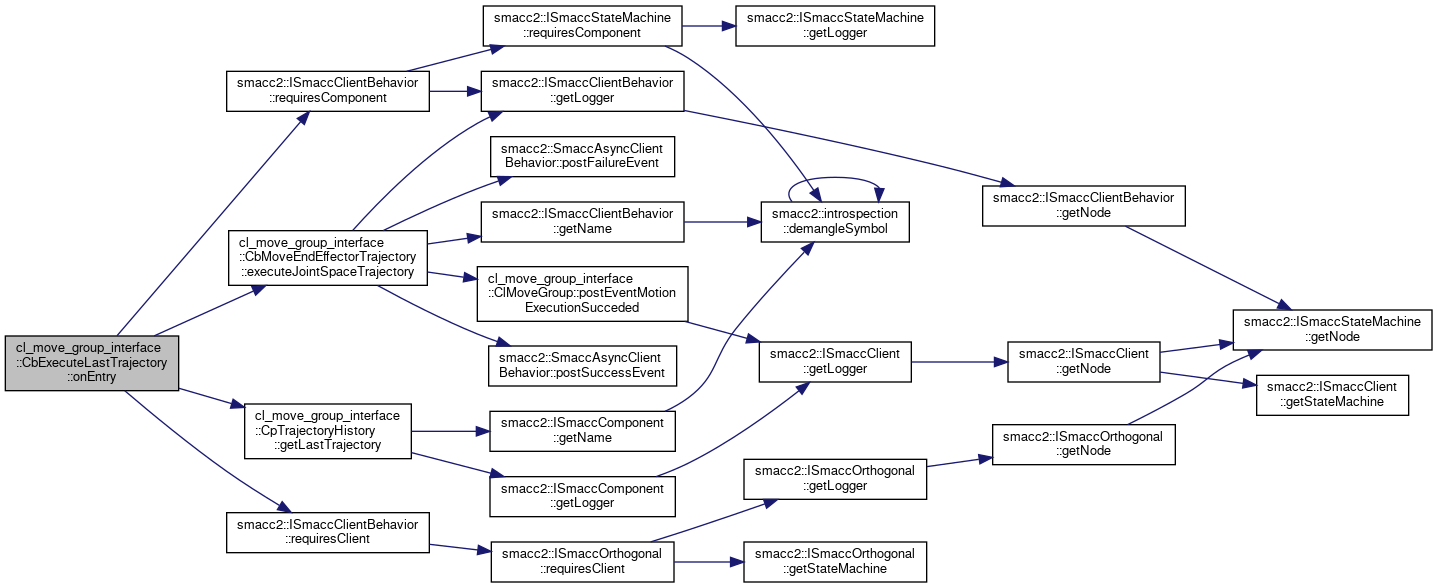 smacc2::ISmaccStateMachine
::requiresComponent
smacc2::ISmaccStateMachine
::getLogger
smacc2::ISmaccClientBehavior
::requiresComponent
smacc2::ISmaccClientBehavior
::getLogger
smacc2::SmaccAsyncClient
Behavior::postFailureEvent
smacc2::ISmaccClientBehavior
::getNode
smacc2::ISmaccClientBehavior
::getName
smacc2::introspection
::demangleSymbol
cl_move_group_interface
::CbMoveEndEffectorTrajectory
::executeJointSpaceTrajectory
cl_move_group_interface
::ClMoveGroup::postEventMotion
ExecutionSucceded
smacc2::ISmaccStateMachine
::getNode
cl_move_group_interface
::CbExecuteLastTrajectory
::onEntry
smacc2::SmaccAsyncClient
Behavior::postSuccessEvent
smacc2::ISmaccClient
::getLogger
smacc2::ISmaccClient
::getNode
smacc2::ISmaccClient
::getStateMachine
cl_move_group_interface
::CpTrajectoryHistory
::getLastTrajectory
smacc2::ISmaccComponent
::getName
smacc2::ISmaccOrthogonal
::getNode
smacc2::ISmaccComponent
::getLogger
smacc2::ISmaccOrthogonal
::getLogger
smacc2::ISmaccClientBehavior
::requiresClient
smacc2::ISmaccOrthogonal
::requiresClient
smacc2::ISmaccOrthogonal
::getStateMachine